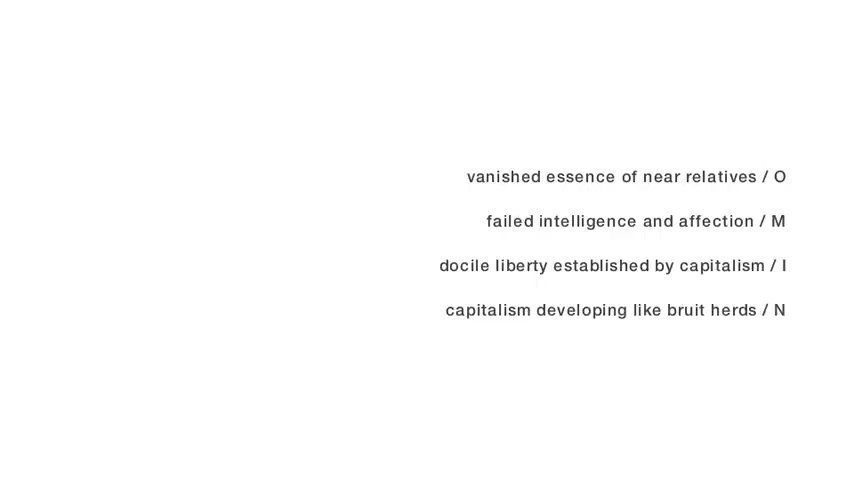 vanished essence of near relatives / O
failed intelligence and affection / M
docile liberty established by capitalism / I
capitalism developing like bruit herds / N